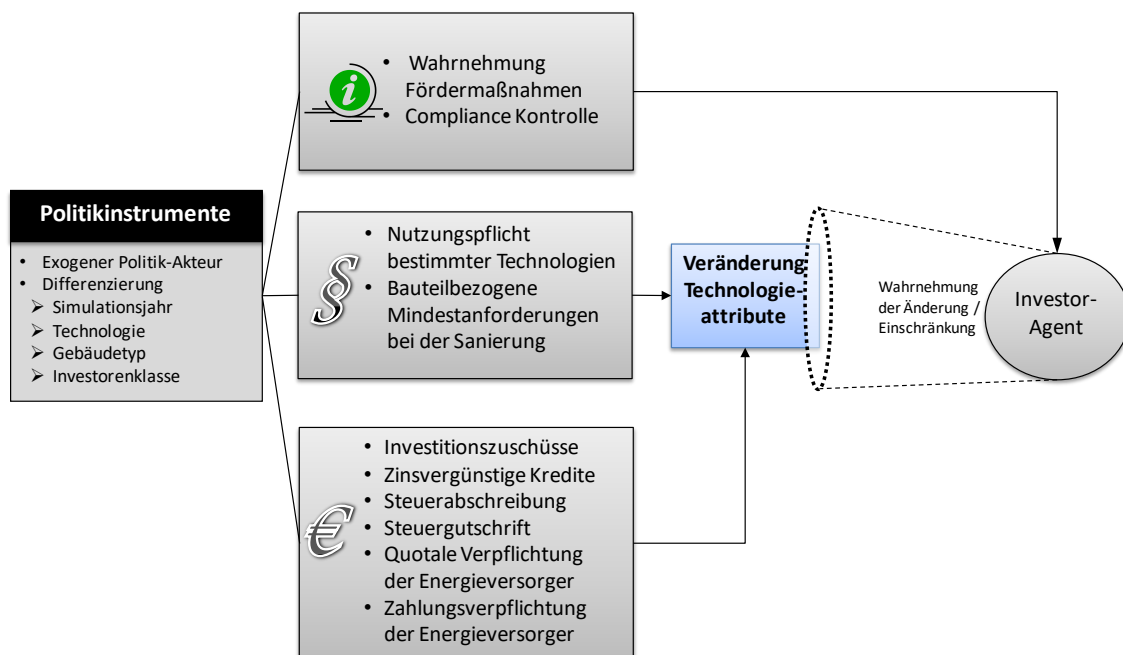 • Wahrnehmung
Fördermaßnahmen
• Compliance Kontrolle
Politikinstrumente
• Exogener Politik-Akteur
• Differenzierung
➢ Simulationsjahr
➢ Technologie
➢ Gebäudetyp
➢ Investorenklasse
§
• Nutzungspflicht
bestimmter Technologien
• Bauteilbezogene
Mindestanforderungen
bei der Sanierung
Veränderung
Technologie-
attribute
Wahrnehmung
der Änderung /
Einschränkung
Investor-
Agent
€
• Investitionszuschüsse
• Zinsvergünstige Kredite
• Steuerabschreibung
• Steuergutschrift
• Quotale Verpflichtung
der Energieversorger
• Zahlungsverpflichtung
der Energieversorger